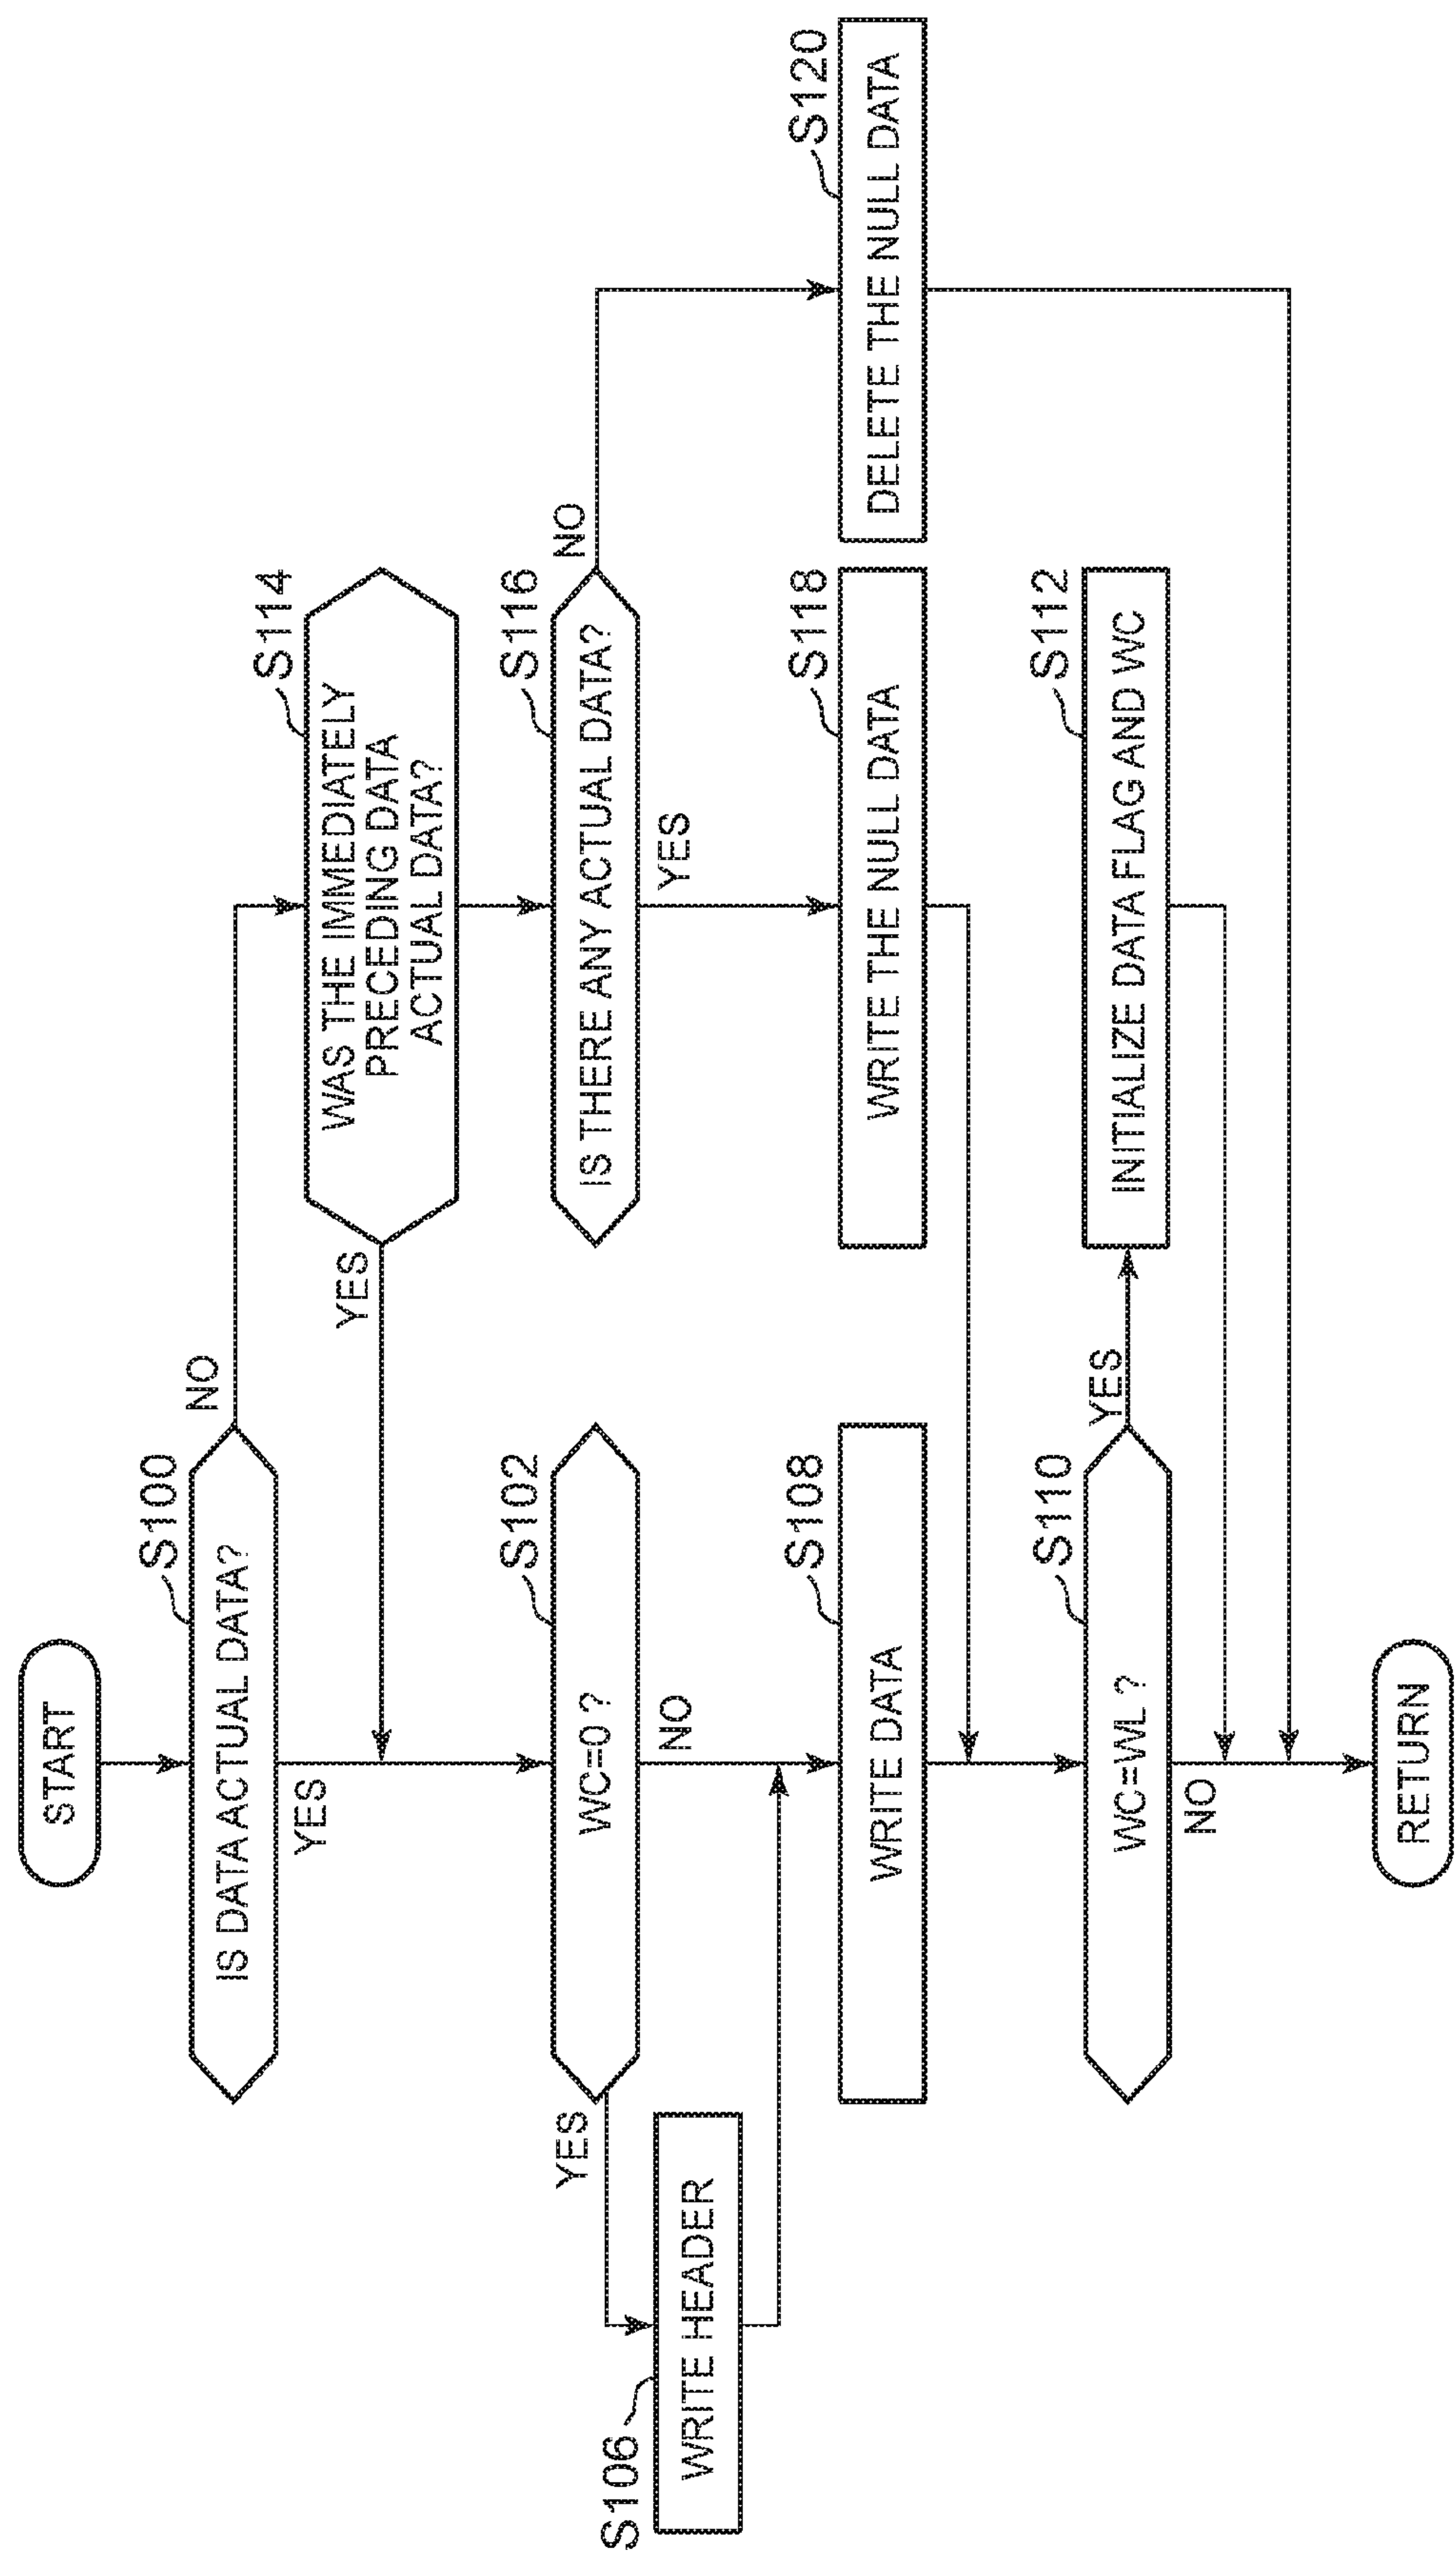 START
S100
IS DATA ACTUAL DATA?
NO
YES
S114
WAS THE IMMEDIATELY
PRECEDING DATA
ACTUAL DATA?
YES
S102
WC=0 ?
YES
NO
S116
IS THERE ANY ACTUAL DATA?
NO
YES
S106
WRITE HEADER
S108
WRITE DATA
S118
WRITE THE NULL DATA
S120
DELETE THE NULL DATA
S110
WC=WL ?
YES
NO
S112
INITIALIZE DATA FLAG AND WC
RETURN